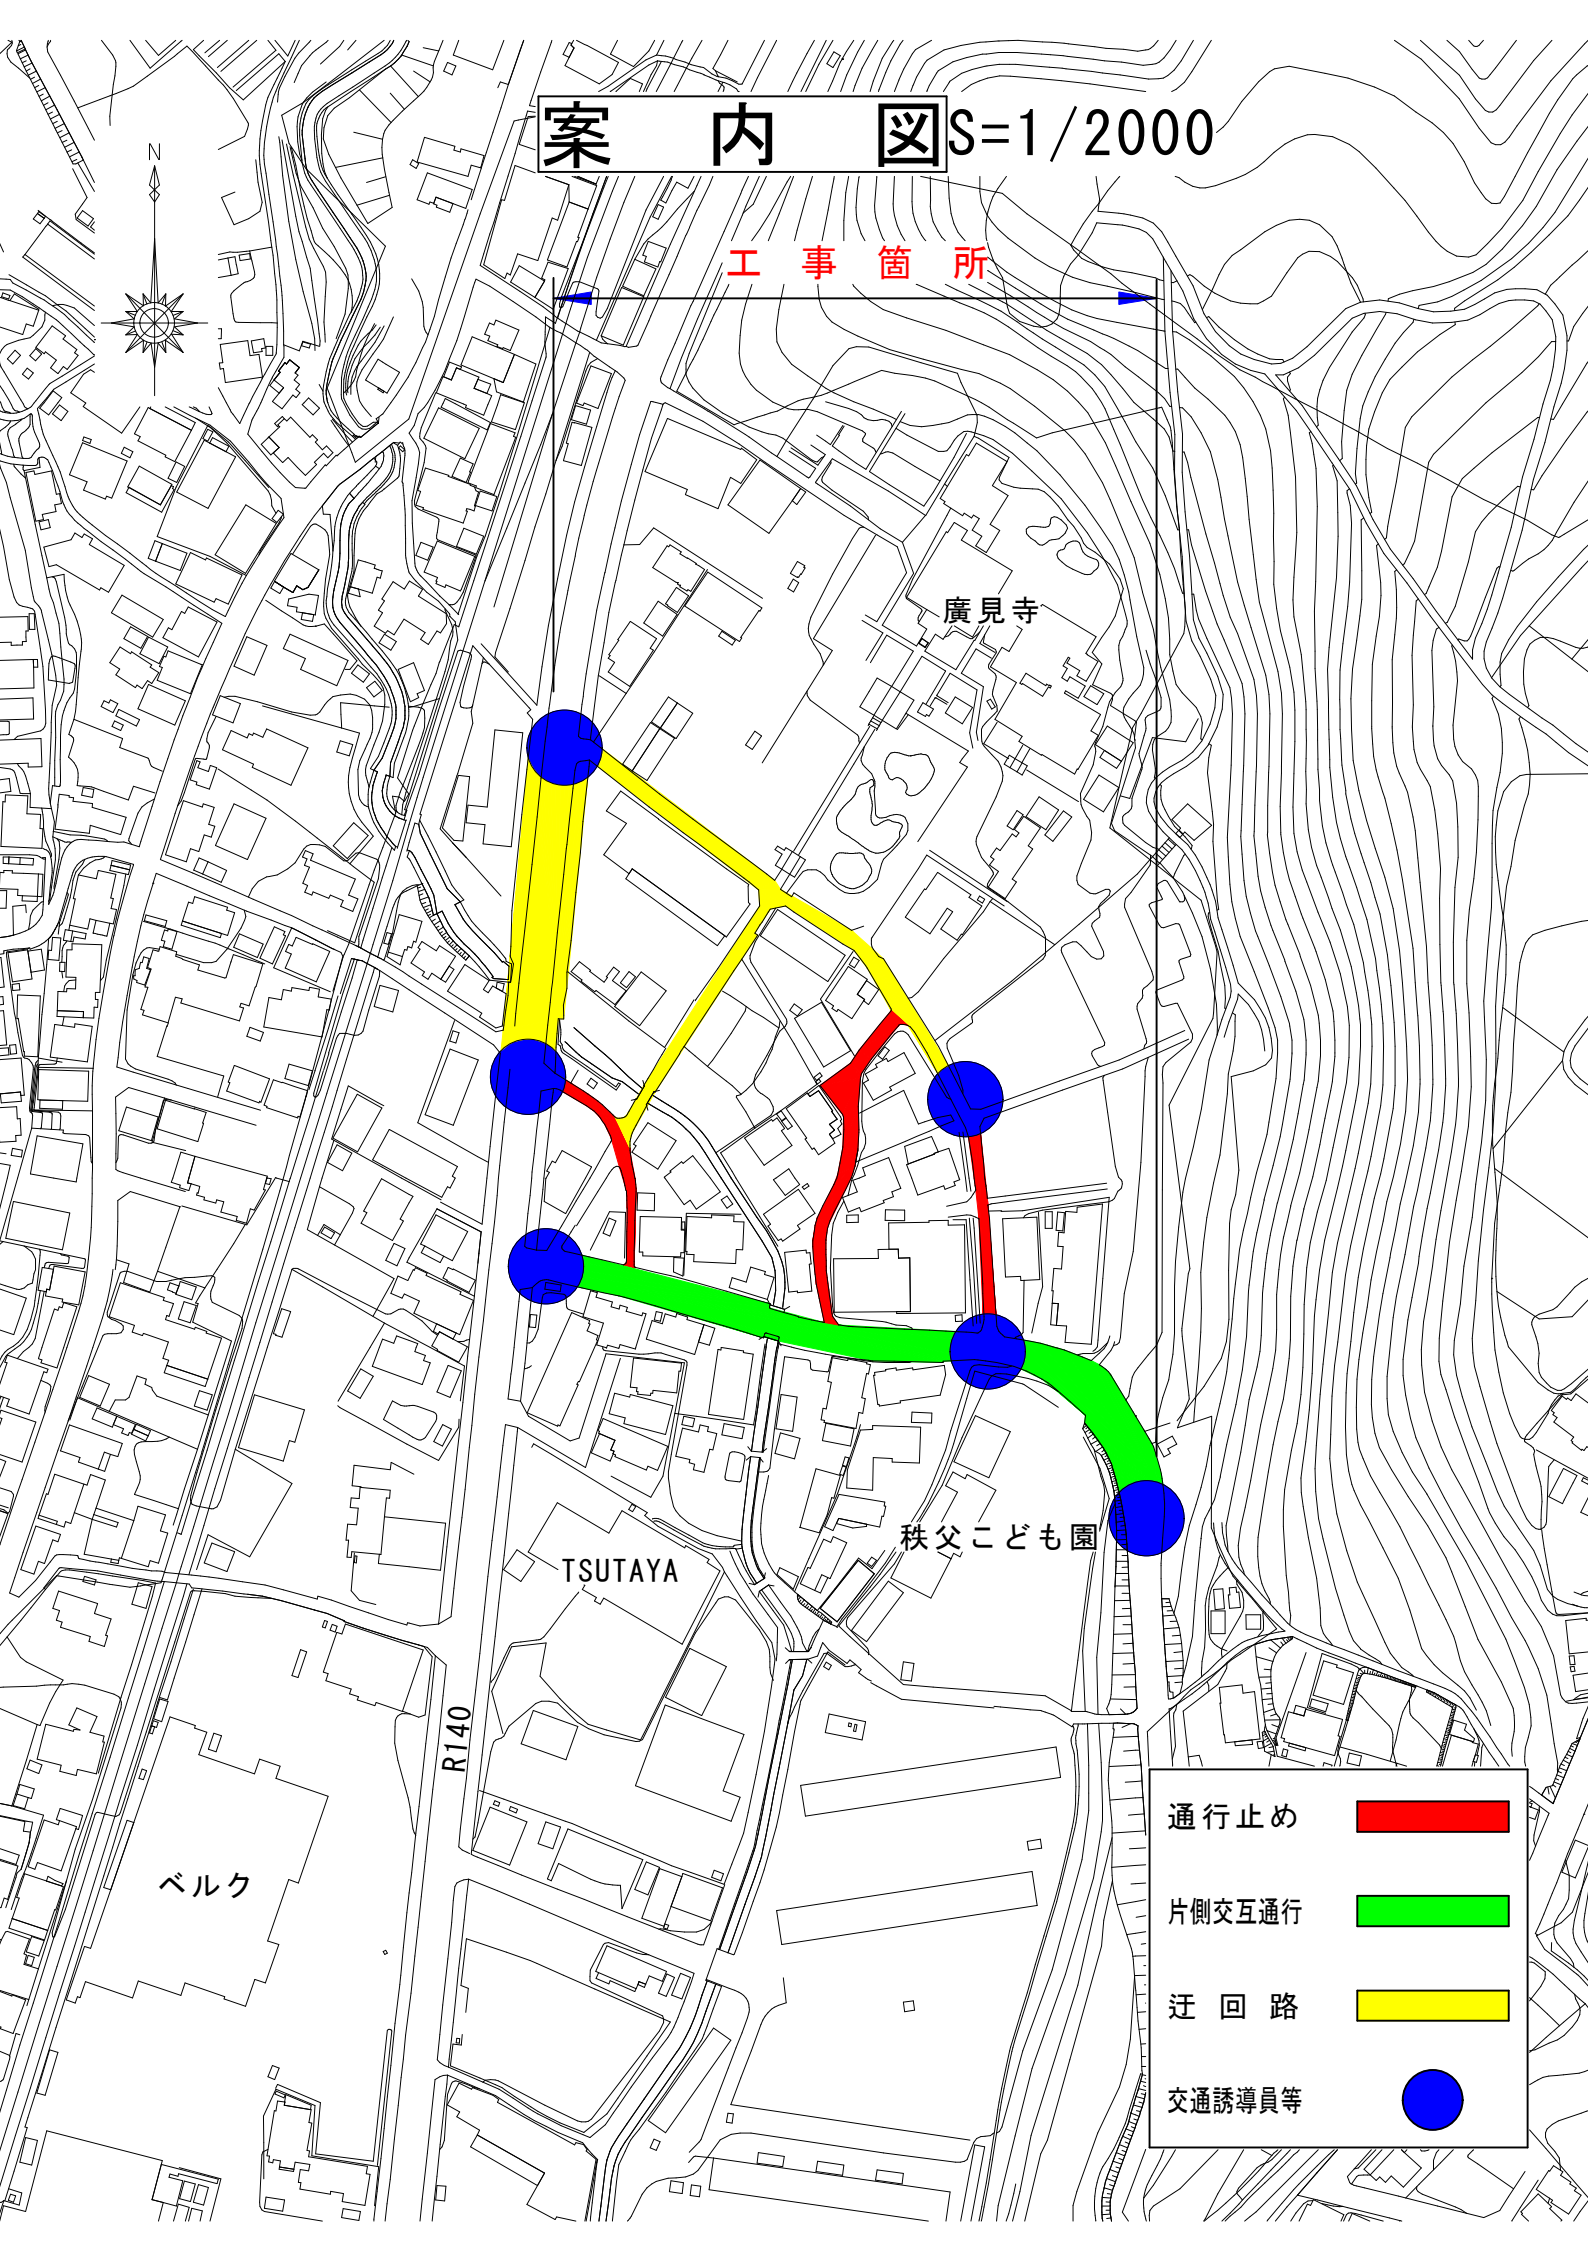 案内図 S=1/2000
N
工事箇所
廣見寺
秩父こども園
TSUTAYA
R140
ベルク
通行止め
片側交互通行
迂回路
交通誘導員等